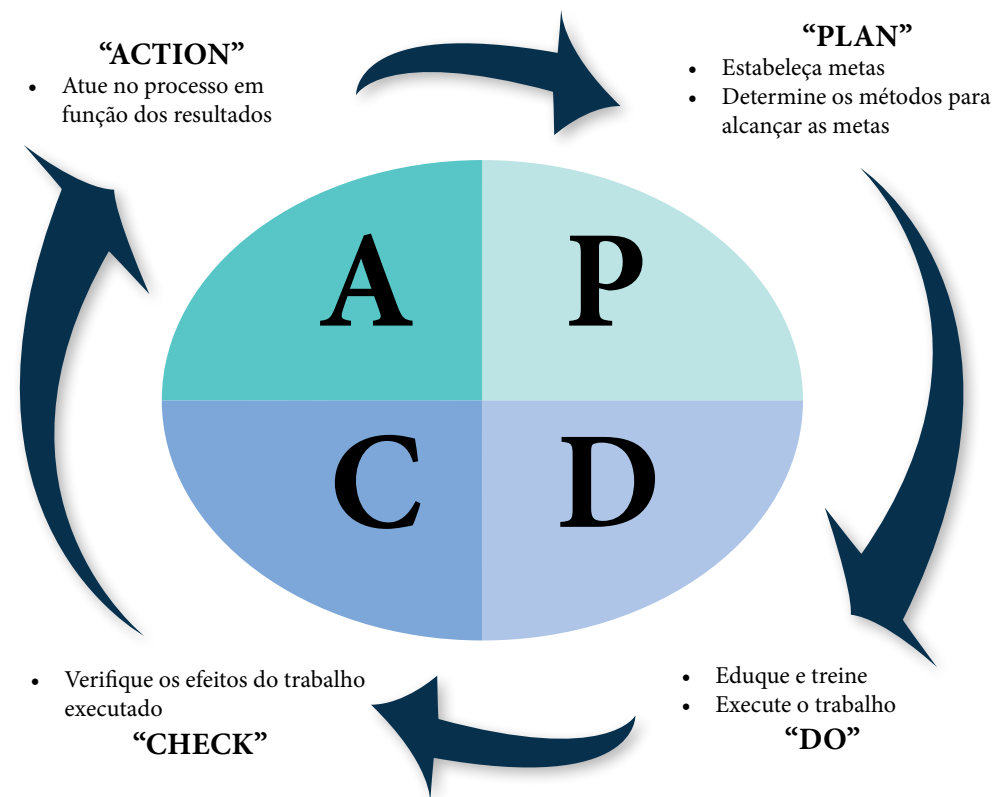 “ACTION”
• Atue no processo em
função dos resultados
“PLAN”
• Estabeleça metas
• Determine os métodos para
alcançar as metas
A
P
C
D
• Verifique os efeitos do trabalho
executado
“CHECK”
• Eduque e treine
• Execute o trabalho
“DO”